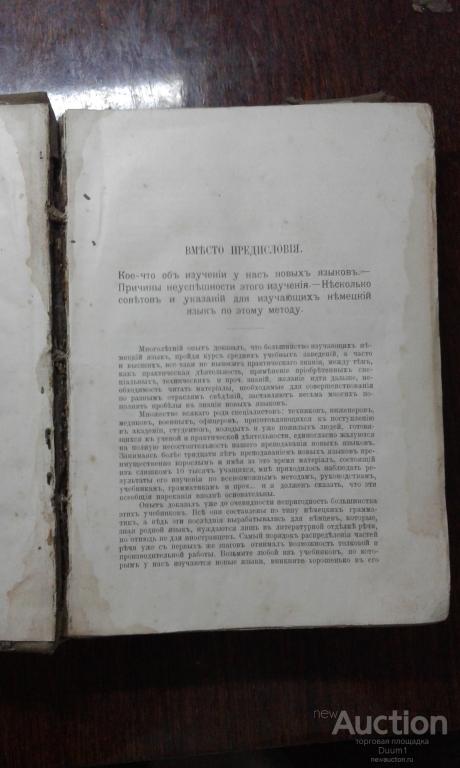 ВМѢСТО ПРЕДИСЛОВІЯ.
Кое-что объ изученіи у насъ новыхъ языковъ.—
Причины неуспѣшности этого изученія.—Нѣсколько
совѣтовъ и указаній для изучающихъ нѣмецкій
языкъ по этому методу.
Многолѣтній опытъ доказалъ, что большинство изучающихъ нѣ-
мецкій языкъ, пройдя курсъ среднихъ учебныхъ заведеній, а часто
и высшихъ, все-таки не выноситъ практическаго знанія, между тѣмъ,
какъ практическая дѣятельность, примѣненіе пріобрѣтенныхъ спе-
ціальныхъ, техническихъ и проч. знаній, желаніе идти дальше, не-
обходимость читать матеріалы, необходимые для совершенствованія
по разнымъ отраслямъ свѣдѣній, заставляютъ весьма многихъ по-
полнять пробѣлы въ знаніи новыхъ языковъ.
Множество всякаго рода спеціалистовъ: техниковъ, инженеровъ,
медиковъ, военныхъ, офицеровъ, приготовляющихся къ поступленію
въ академіи, студентовъ, молодыхъ и уже пожилыхъ людей, готовя-
щихся къ ученой и практической дѣятельности, единогласно жалуются
на полную несостоятельность нашего преподаванія новыхъ языковъ.
Занимаясь болѣе тридцати лѣтъ преподаваніемъ новыхъ языковъ пре-
имущественно взрослымъ и имѣя за это время матеріалъ, состоящій
изъ единицъ 10 тысячъ учащихся, мнѣ приходилось наблюдать ре-
зультаты его изученія по всевозможнымъ методамъ, руководствамъ,
учебникамъ, грамматикамъ и проч.. и я долженъ сказать, что эти
всеобщія нареканія вполнѣ основательны.
Опытъ доказалъ уже до очевидности непригодность большинства
этихъ учебниковъ. Всѣ они составлены по типу нѣмецкихъ грамма-
тикъ, а вѣдь эти послѣднія вырабатывались для нѣмцевъ, которые,
зная родной языкъ, нуждаются лишь въ литературной отдѣлкѣ рѣчи,
но отнюдь не для иностранцевъ. Самый порядокъ распредѣленія частей
рѣчи уже съ первыхъ же шаговъ отнималъ возможность толковой и
производительной работы. Возьмите любой изъ учебниковъ, по кото-
рымъ у насъ изучаются новые языки, вникните хорошенько въ его
new Auction
торговая площадка
Duum1
newauction.ru